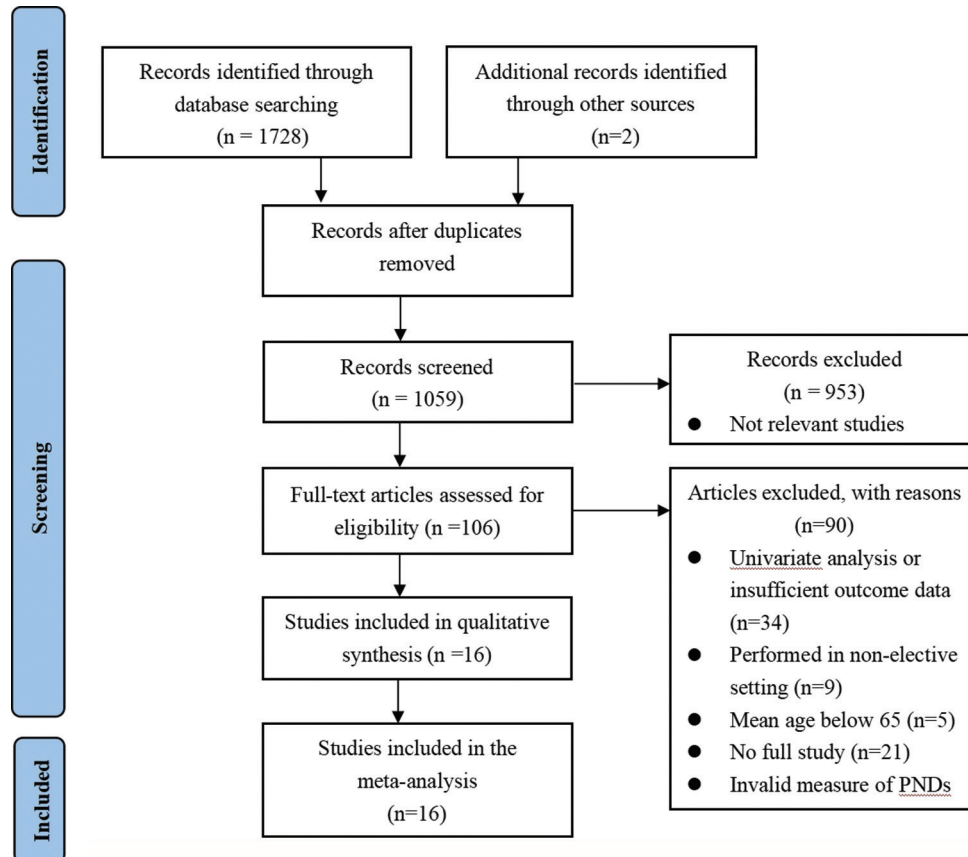 Identification
Records identified through
database searching
(n = 1728)
Additional records identified
through other sources
(n=2)
Records after duplicates
removed
Screening
Records screened
(n = 1059)
Records excluded
(n = 953)
● Not relevant studies
Full-text articles assessed for
eligibility (n =106)
Articles excluded, with reasons
(n=90)
● Univariate analysis or
insufficient outcome data
(n=34)
● Performed in non-elective
setting (n=9)
● Mean age below 65 (n=5)
● No full study (n=21)
● Invalid measure of PNDs
Studies included in qualitative
synthesis (n =16)
Included
Studies included in the
meta-analysis
(n=16)